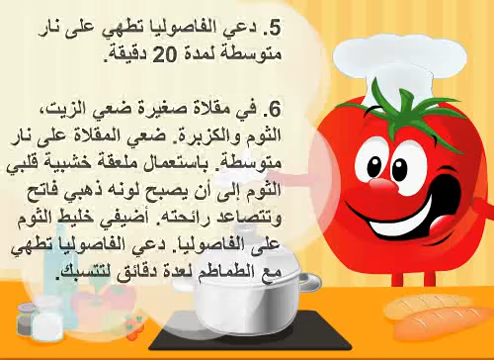 5. دعي الفاصوليا تطهي على نار
متوسطة لمدة 20 دقيقة.
6. في مقلاة صغيرة ضعي الزيت،
الثوم والكزبرة. ضعي المقلاة على نار
متوسطة. باستعمال ملعقة خشبية قلبي
الثوم إلى أن يصبح لونه ذهبي فاتح
وتتصاعد رائحته. أضيفي خليط الثوم
على الفاصوليا. دعي الفاصوليا تطهي
مع الطماطم لعدة دقائق لتتسبك.